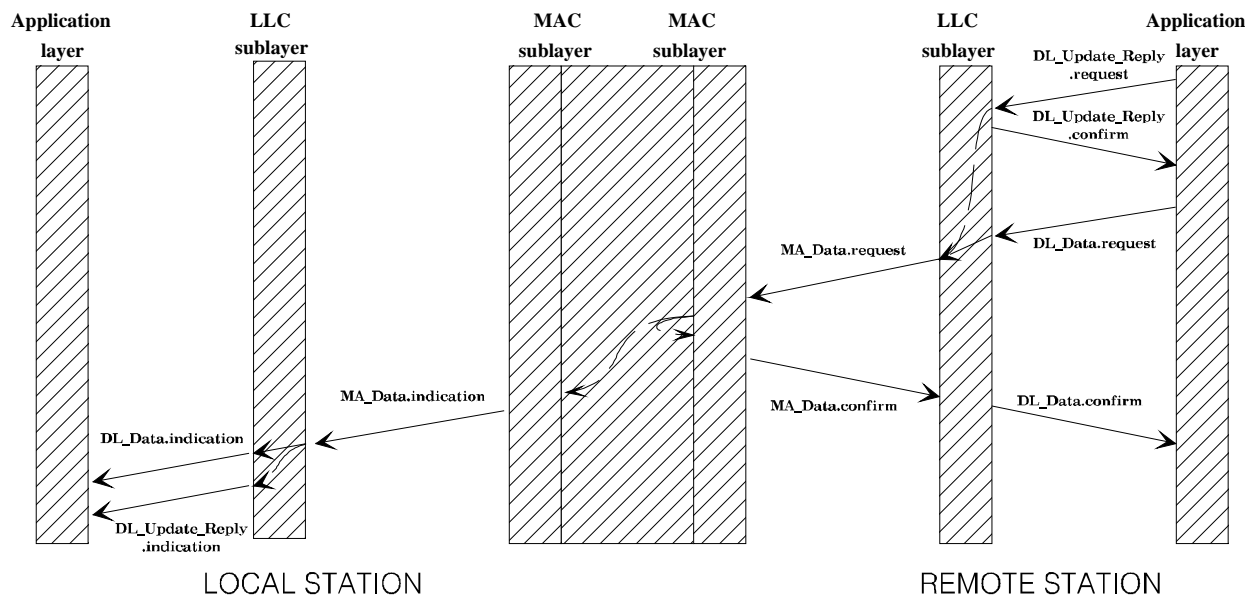 Application
layer
LLC
sublayer
MAC
sublayer
MAC
sublayer
LLC
sublayer
Application
layer
DL_Update_Reply
.request
DL_Update_Reply
.confirm
MA_Data.request
DL_Data.request
MA_Data.indication
MA_Data.confirm
DL_Data.confirm
DL_Data.indication
DL_Update_Reply
.indication
LOCAL STATION
REMOTE STATION